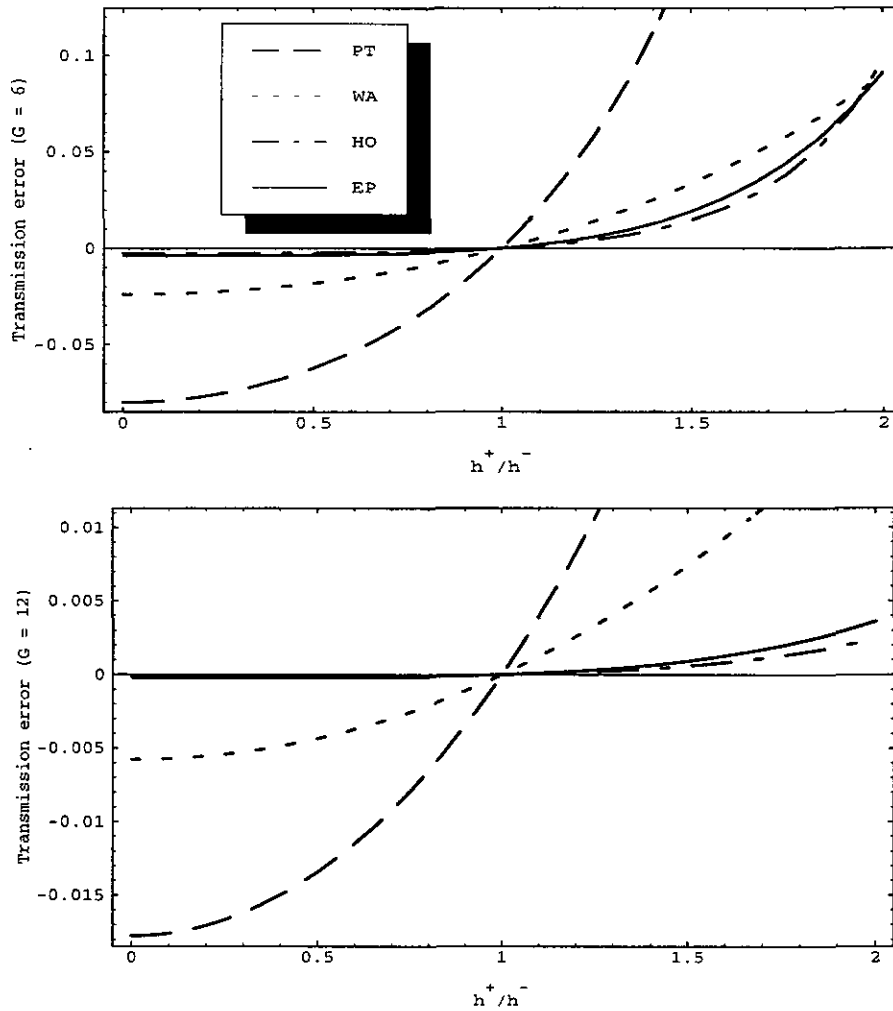 Transmission error (G = 6)
0.1
0.05
0
-0.05
PT
WA
HO
EP
0 0.5 1 1.5 2
h⁺/h⁻
Transmission error (G = 12)
0.01
0.005
0
-0.005
-0.01
-0.015
0 0.5 1 1.5 2
h⁺/h⁻